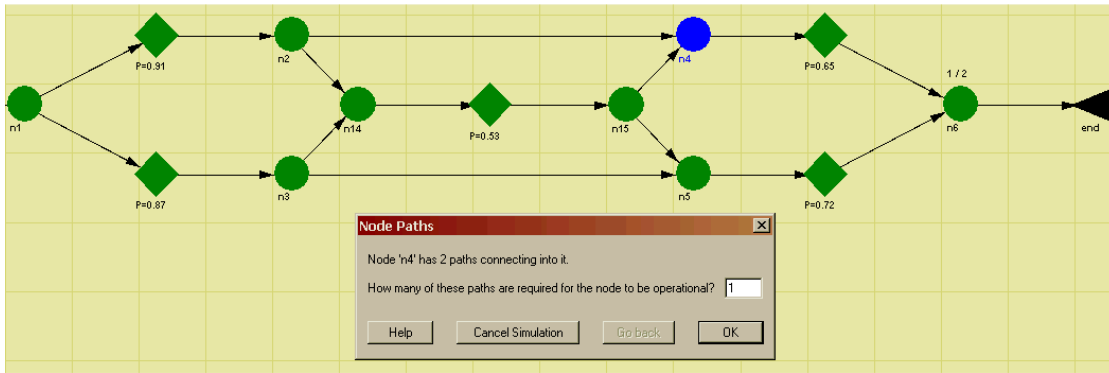 P=0.91
n2
n4
P=0.65
1 / 2
n1
n14
P=0.53
n15
n6
end
P=0.87
n3
n5
P=0.72
Node Paths
Node 'n4' has 2 paths connecting into it.
How many of these paths are required for the node to be operational? 1
Help Cancel Simulation Go back OK